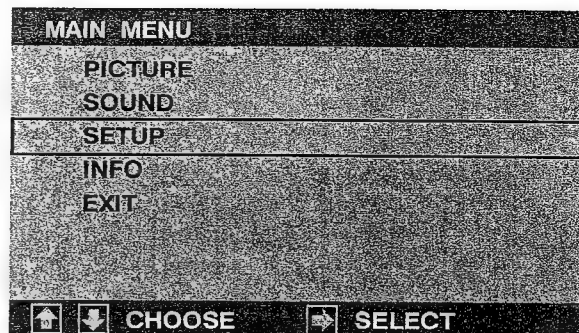 MAIN MENU
PICTURE
SOUND
SETUP
INFO
EXIT
CHOOSE SELECT